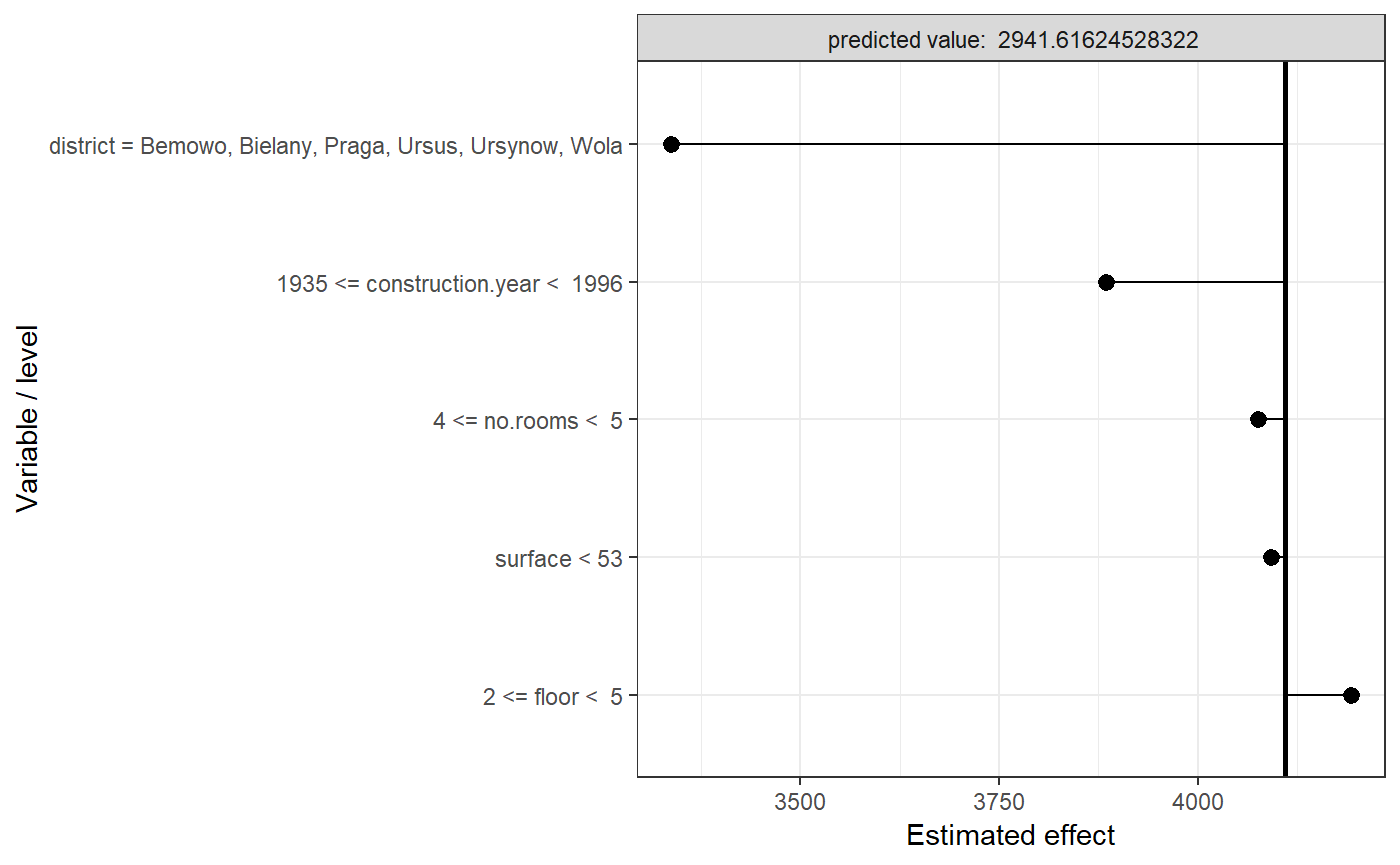 predicted value:  2941.61624528322
district = Bemowo, Bielany, Praga, Ursus, Ursynow, Wola
1935 <= construction.year <  1996
4 <= no.rooms <  5
surface < 53
2 <= floor <  5
Variable / level
3500 3750 4000
Estimated effect